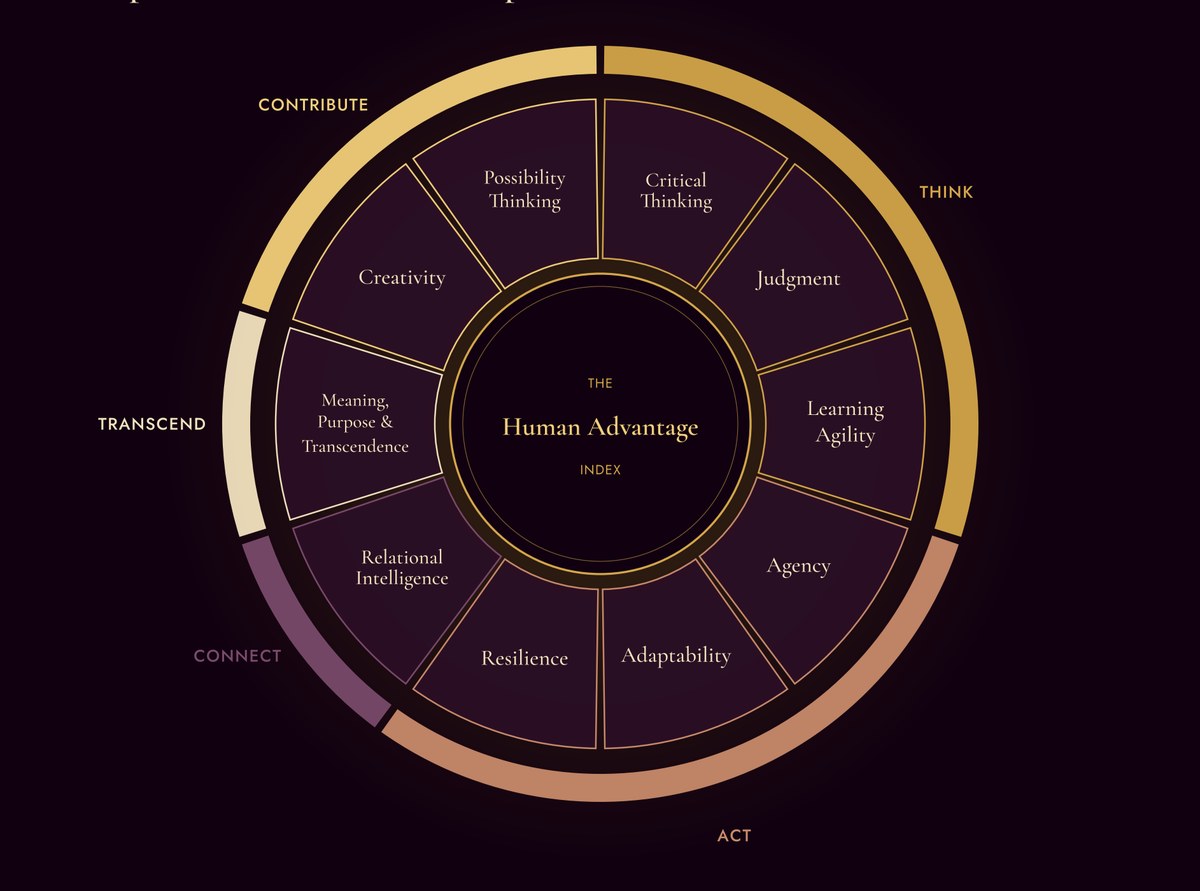 CONTRIBUTE
THINK
TRANSCEND
CONNECT
ACT
Possibility
Thinking
Critical
Thinking
Creativity
Judgment
Meaning,
Purpose &
Transcendence
Learning
Agility
Relational
Intelligence
Agency
Resilience
Adaptability
THE
Human Advantage
INDEX